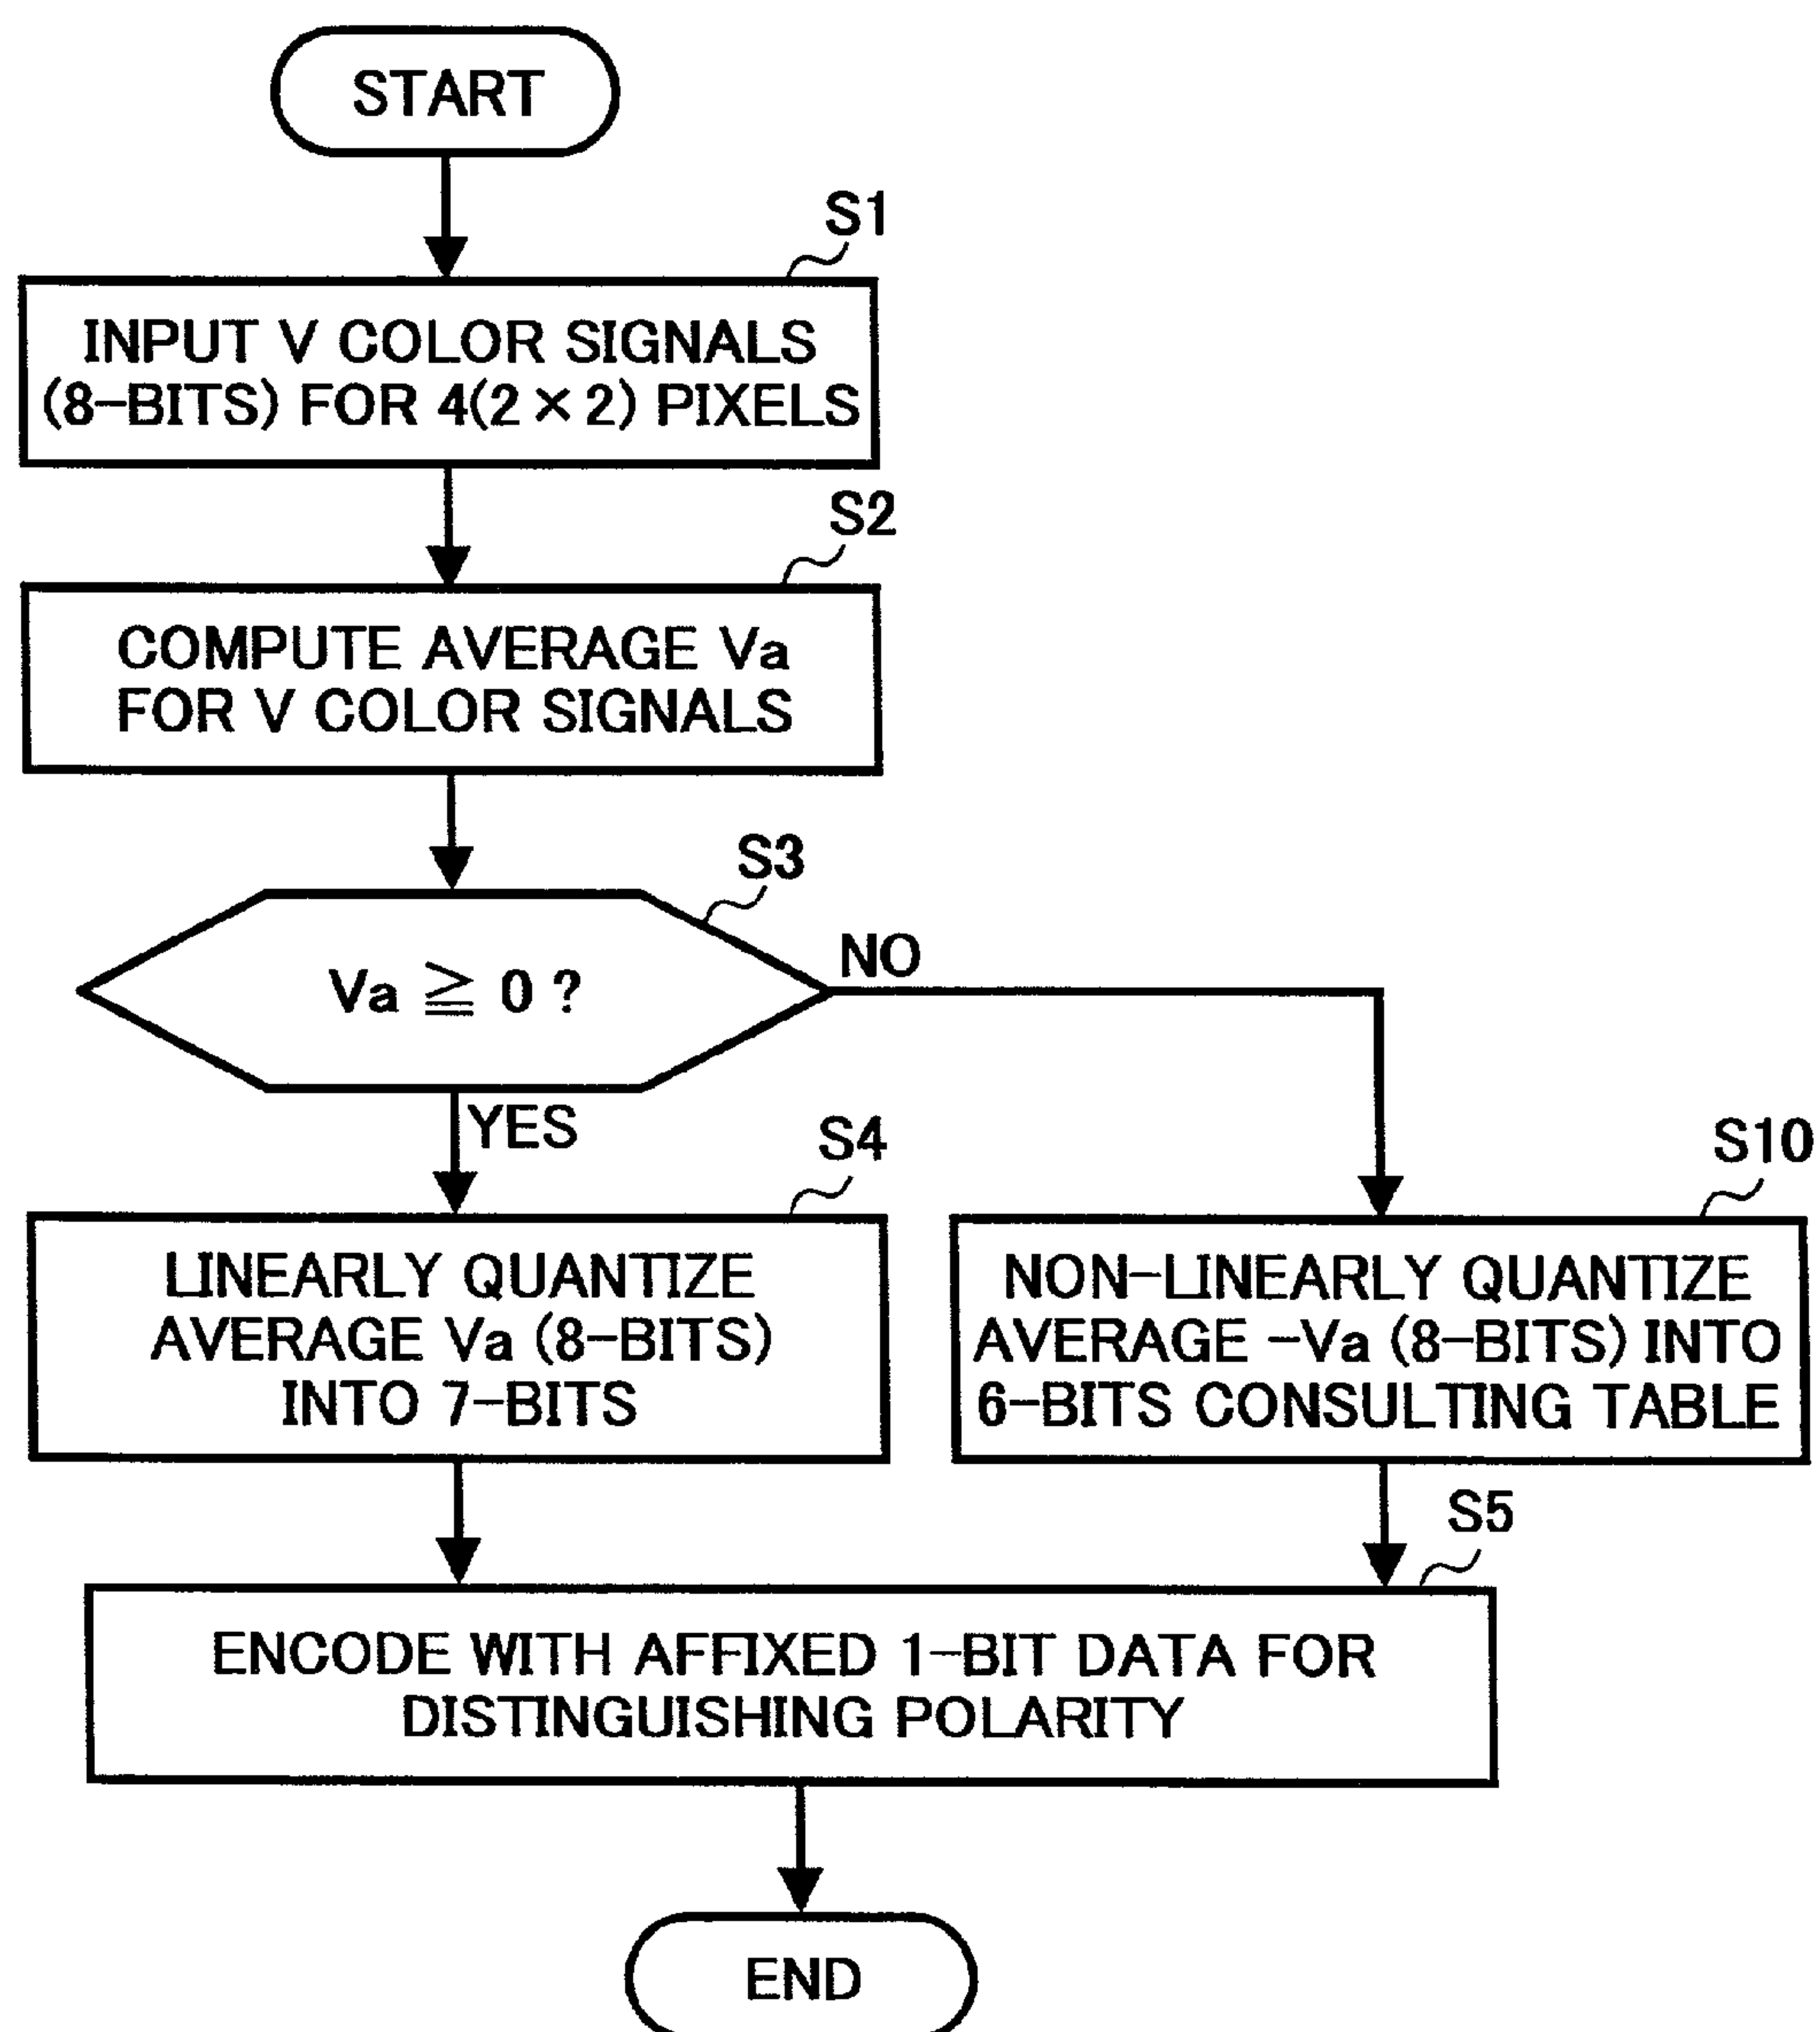 START
S1
INPUT V COLOR SIGNALS
(8-BITS) FOR 4(2×2) PIXELS
S2
COMPUTE AVERAGE Va
FOR V COLOR SIGNALS
S3
Va ≧ 0 ?
NO
YES
S4
LINEARLY QUANTIZE
AVERAGE Va (8-BITS)
INTO 7-BITS
S10
NON-LINEARLY QUANTIZE
AVERAGE -Va (8-BITS) INTO
6-BITS CONSULTING TABLE
S5
ENCODE WITH AFFIXED 1-BIT DATA FOR
DISTINGUISHING POLARITY
END